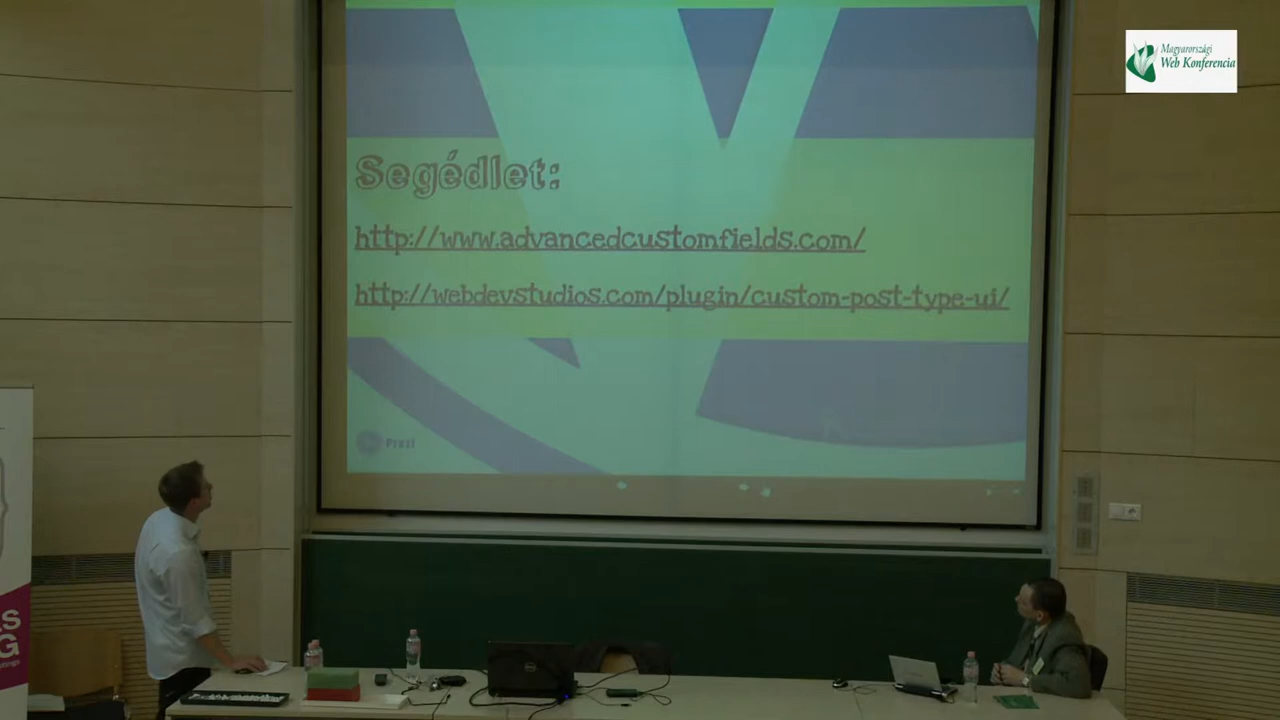 Magyarországi
Web Konferencia
Segédlet:
http://www.advancedcustomfields.com/
http://webdevstudios.com/plugin/custom-post-type-ui/
Prezi
S
G